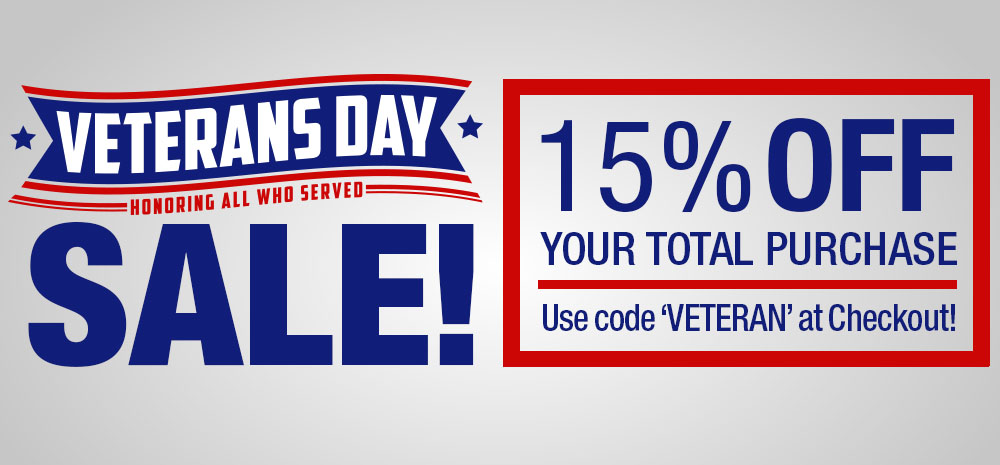 VETERANS DAY
HONORING ALL WHO SERVED
SALE!
15% OFF
YOUR TOTAL PURCHASE
Use code ‘VETERAN’ at Checkout!